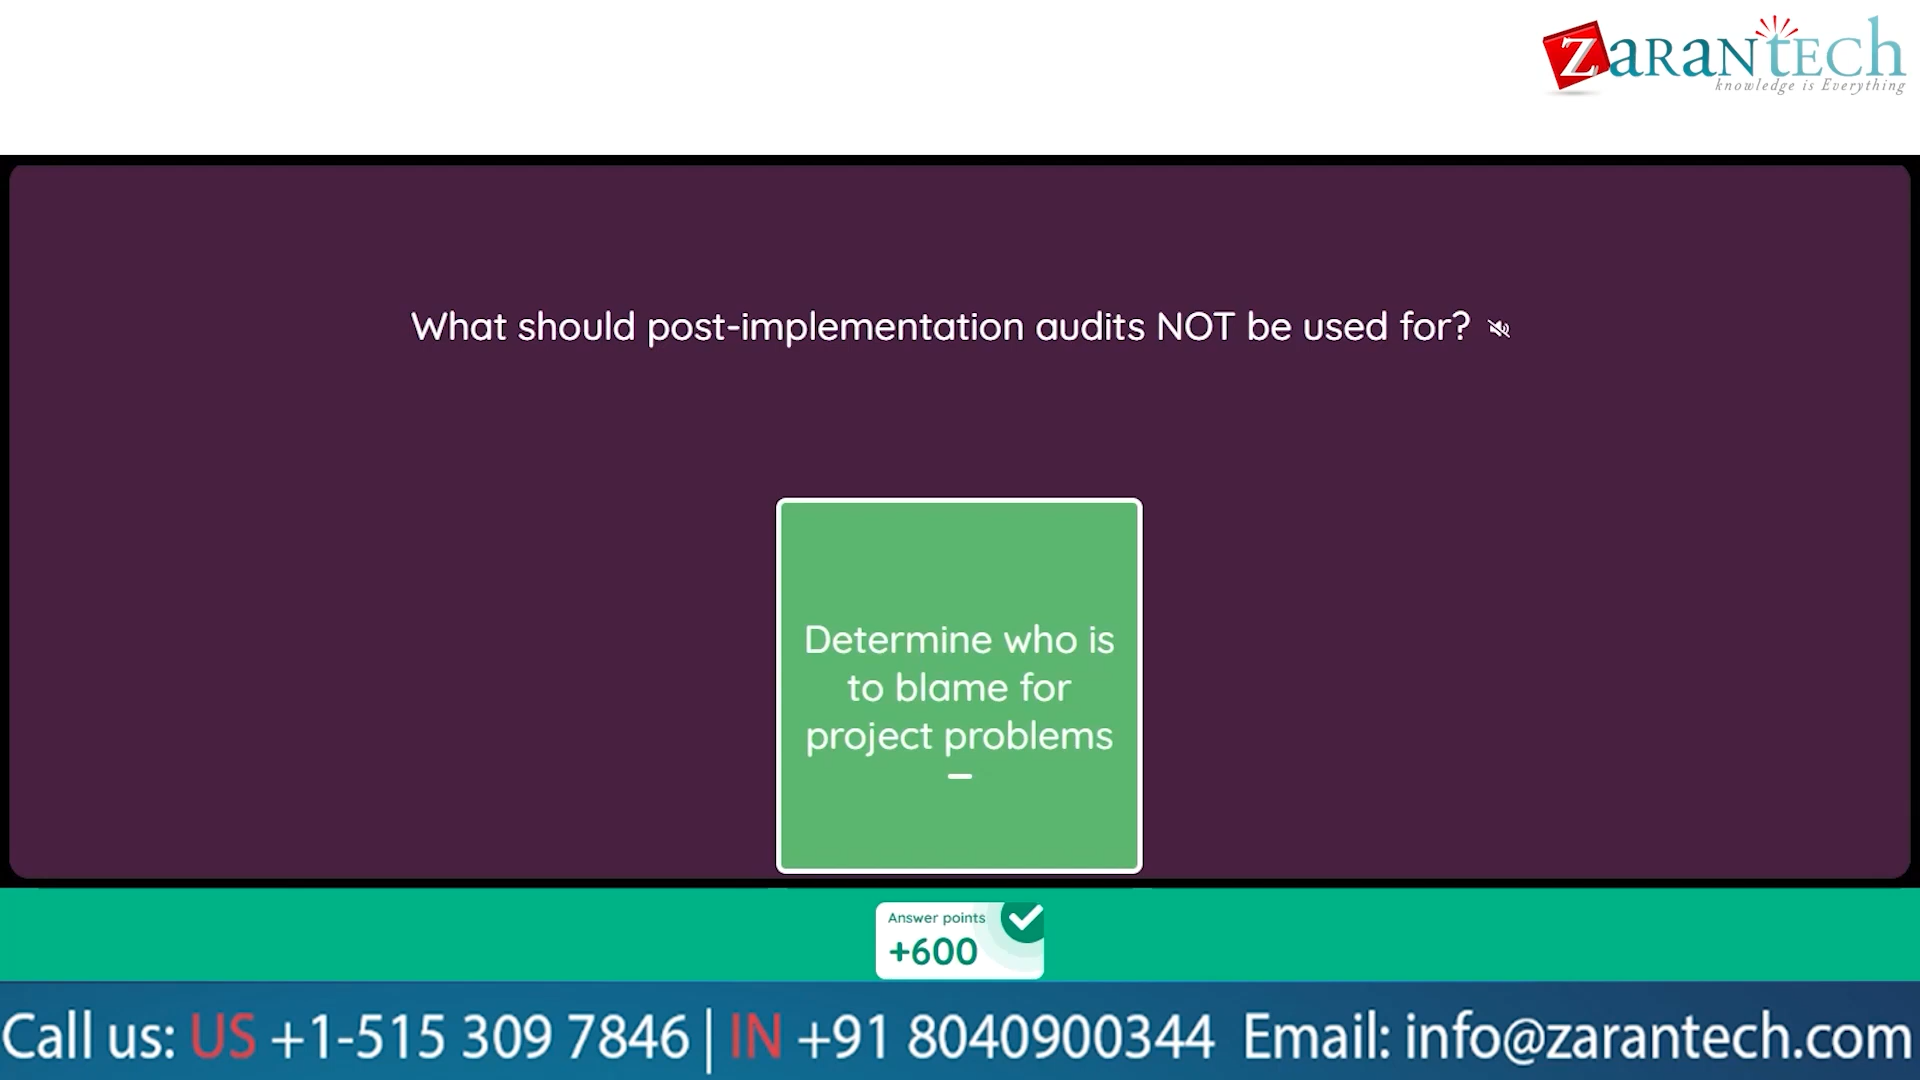 ZaranTech
knowledge is Everything
What should post-implementation audits NOT be used for?
Determine who is
to blame for
project problems
Answer points
+600
Call us: US +1-515 309 7846 | IN +91 8040900344 Email: info@zarantech.com